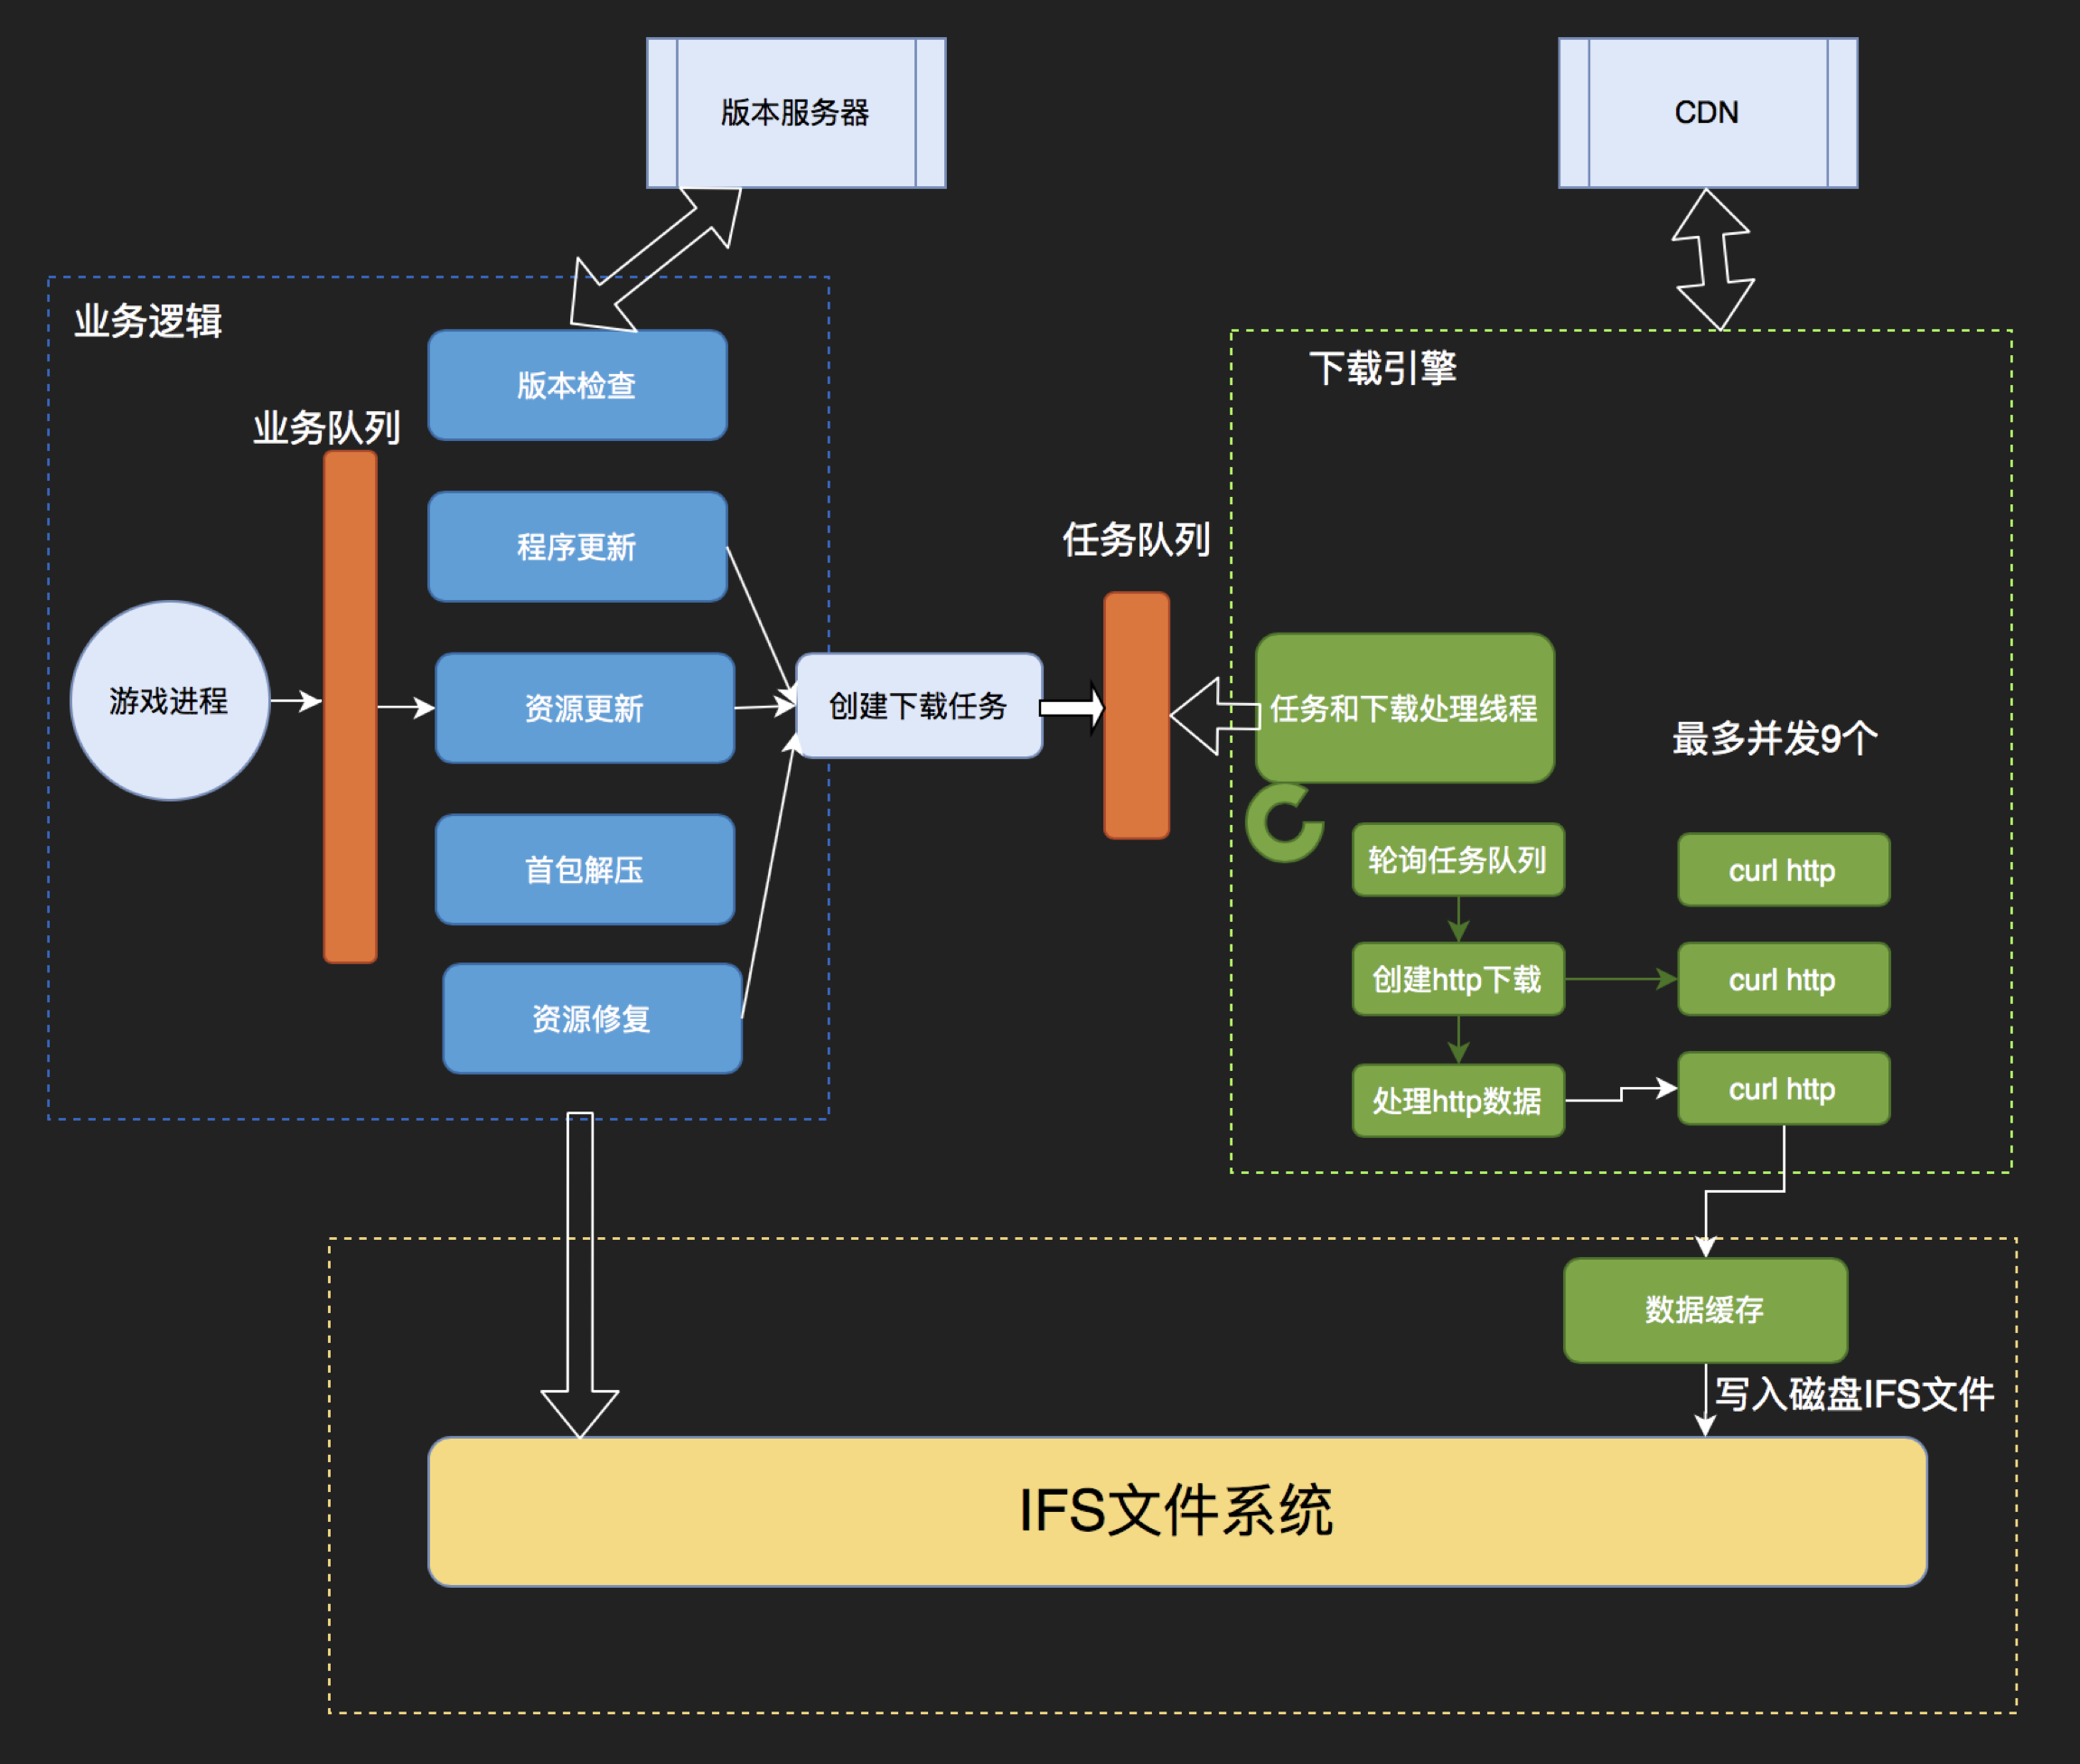 版本服务器
CDN
业务逻辑
版本检查
下载引擎
业务队列
程序更新
任务队列
游戏进程
资源更新
创建下载任务
任务和下载处理线程
最多并发9个
首包解压
轮询任务队列
curl http
资源修复
创建http下载
curl http
处理http数据
curl http
数据缓存
写入磁盘IFS文件
IFS文件系统